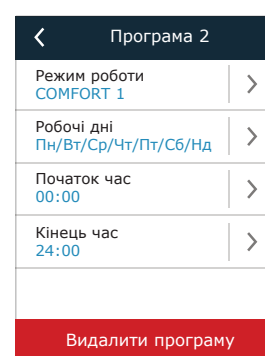 Програма 2
Режим роботи
COMFORT 1
Робочі дні
Пн/Вт/Ср/Чт/Пт/Сб/Нд
Початок час
00:00
Кінець час
24:00
Видалити програму